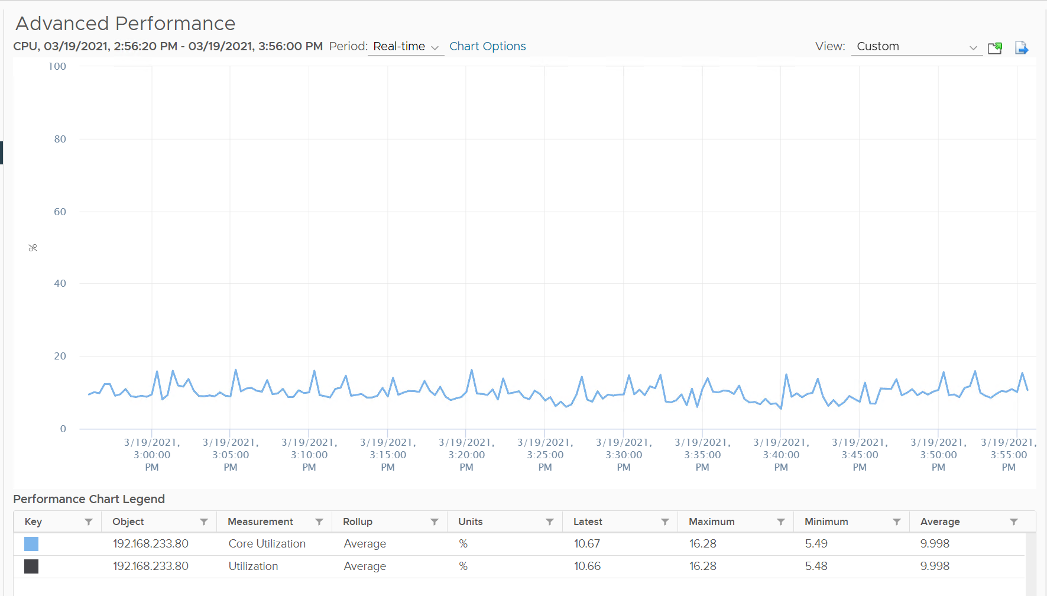 Advanced Performance
CPU, 03/19/2021, 2:56:20 PM - 03/19/2021, 3:56:00 PM Period: Real-time Chart Options View: Custom
100
80
60
%
40
20
0
3/19/2021, 3/19/2021, 3/19/2021, 3/19/2021, 3/19/2021, 3/19/2021, 3/19/2021, 3/19/2021, 3/19/2021, 3/19/2021, 3/19/2021, 3/19/2021,
3:00:00 3:05:00 3:10:00 3:15:00 3:20:00 3:25:00 3:30:00 3:35:00 3:40:00 3:45:00 3:50:00 3:55:00
PM PM PM PM PM PM PM PM PM PM PM PM
Performance Chart Legend
Key Object Measurement Rollup Units Latest Maximum Minimum Average
192.168.233.80 Core Utilization Average % 10.67 16.28 5.49 9.998
192.168.233.80 Utilization Average % 10.66 16.28 5.48 9.998